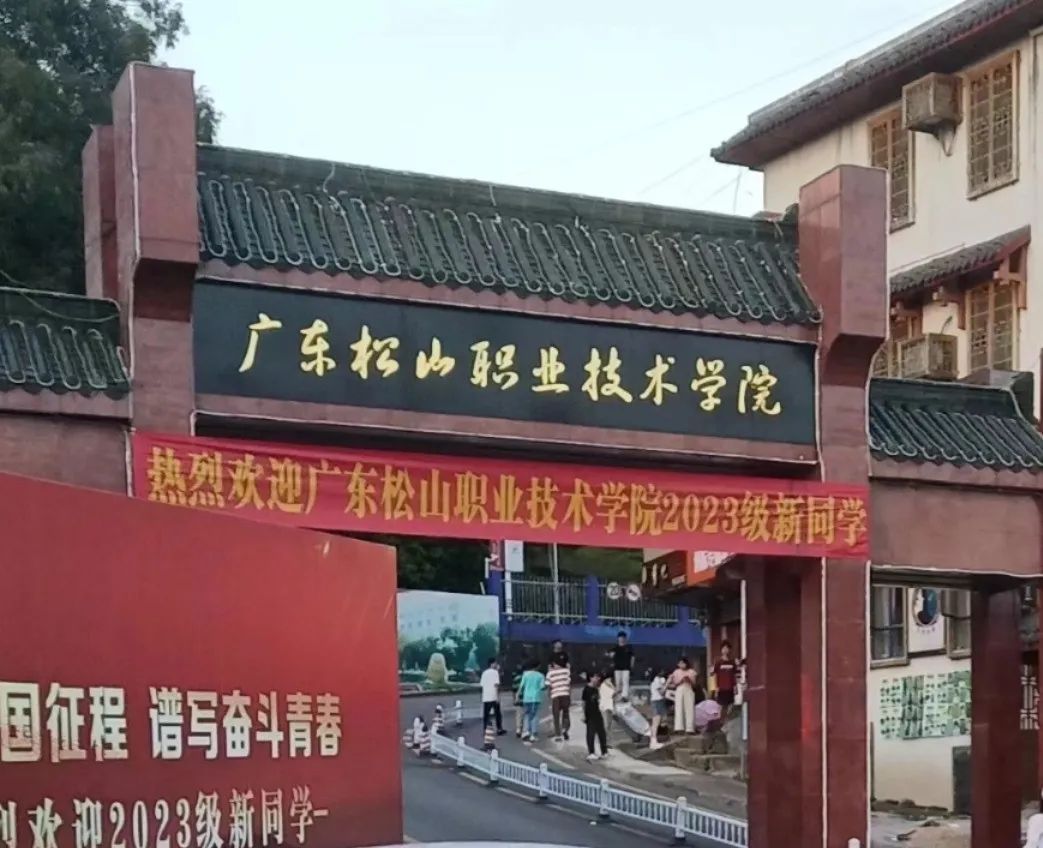 广东松山职业技术学院
热烈欢迎广东松山职业技术学院2023级新同学
国征程 谱写奋斗青春
欢迎2023级新同学-
20